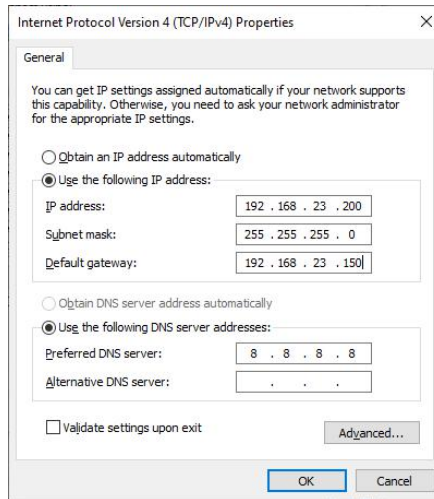 Internet Protocol Version 4 (TCP/IPv4) Properties
General
You can get IP settings assigned automatically if your network supports
this capability. Otherwise, you need to ask your network administrator
for the appropriate IP settings.
Obtain an IP address automatically
Use the following IP address:
IP address: 192 . 168 . 23 . 200
Subnet mask: 255 . 255 . 255 . 0
Default gateway: 192 . 168 . 23 . 150
Obtain DNS server address automatically
Use the following DNS server addresses:
Preferred DNS server: 8 . 8 . 8 . 8
Alternative DNS server: . . .
Validate settings upon exit
Advanced...
OK Cancel